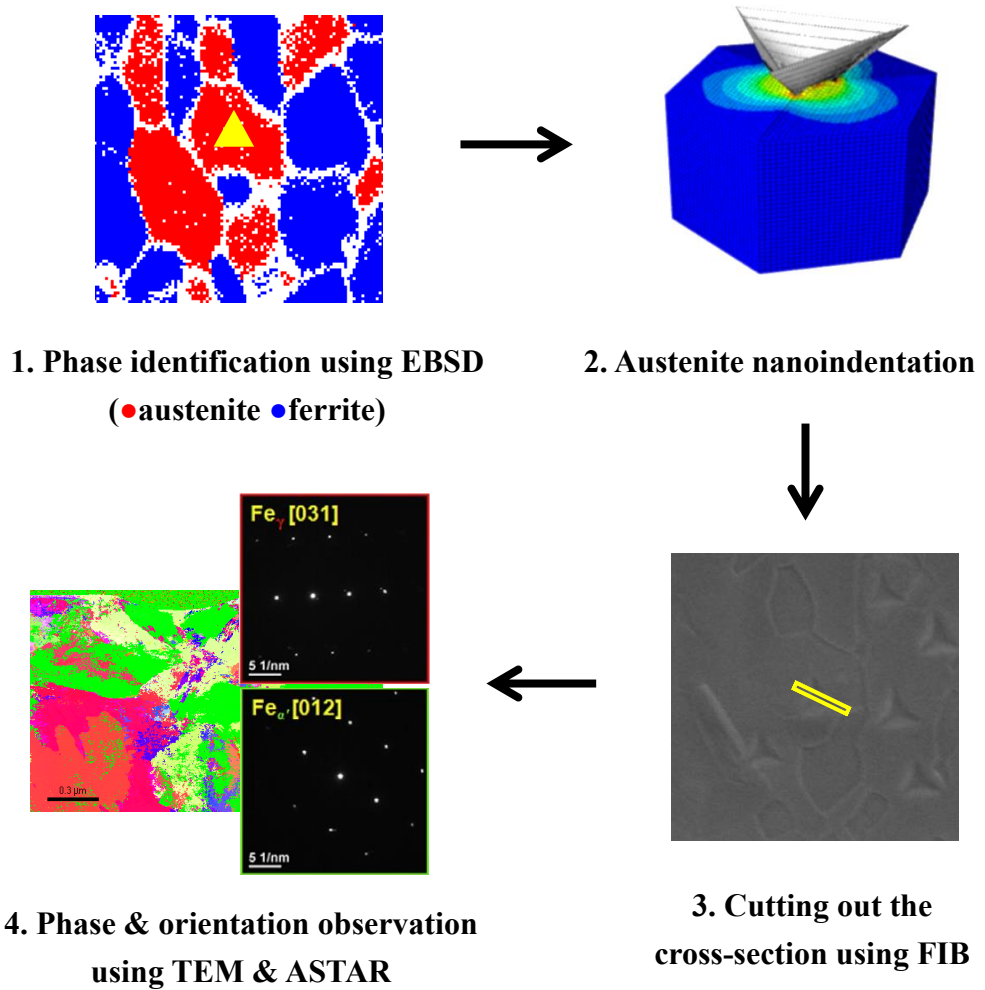 1. Phase identification using EBSD
(●austenite ●ferrite)
2. Austenite nanoindentation
3. Cutting out the
cross-section using FIB
Feγ [031]
5 1/nm
Feα′ [012]
5 1/nm
0.3 μm
4. Phase & orientation observation
using TEM & ASTAR